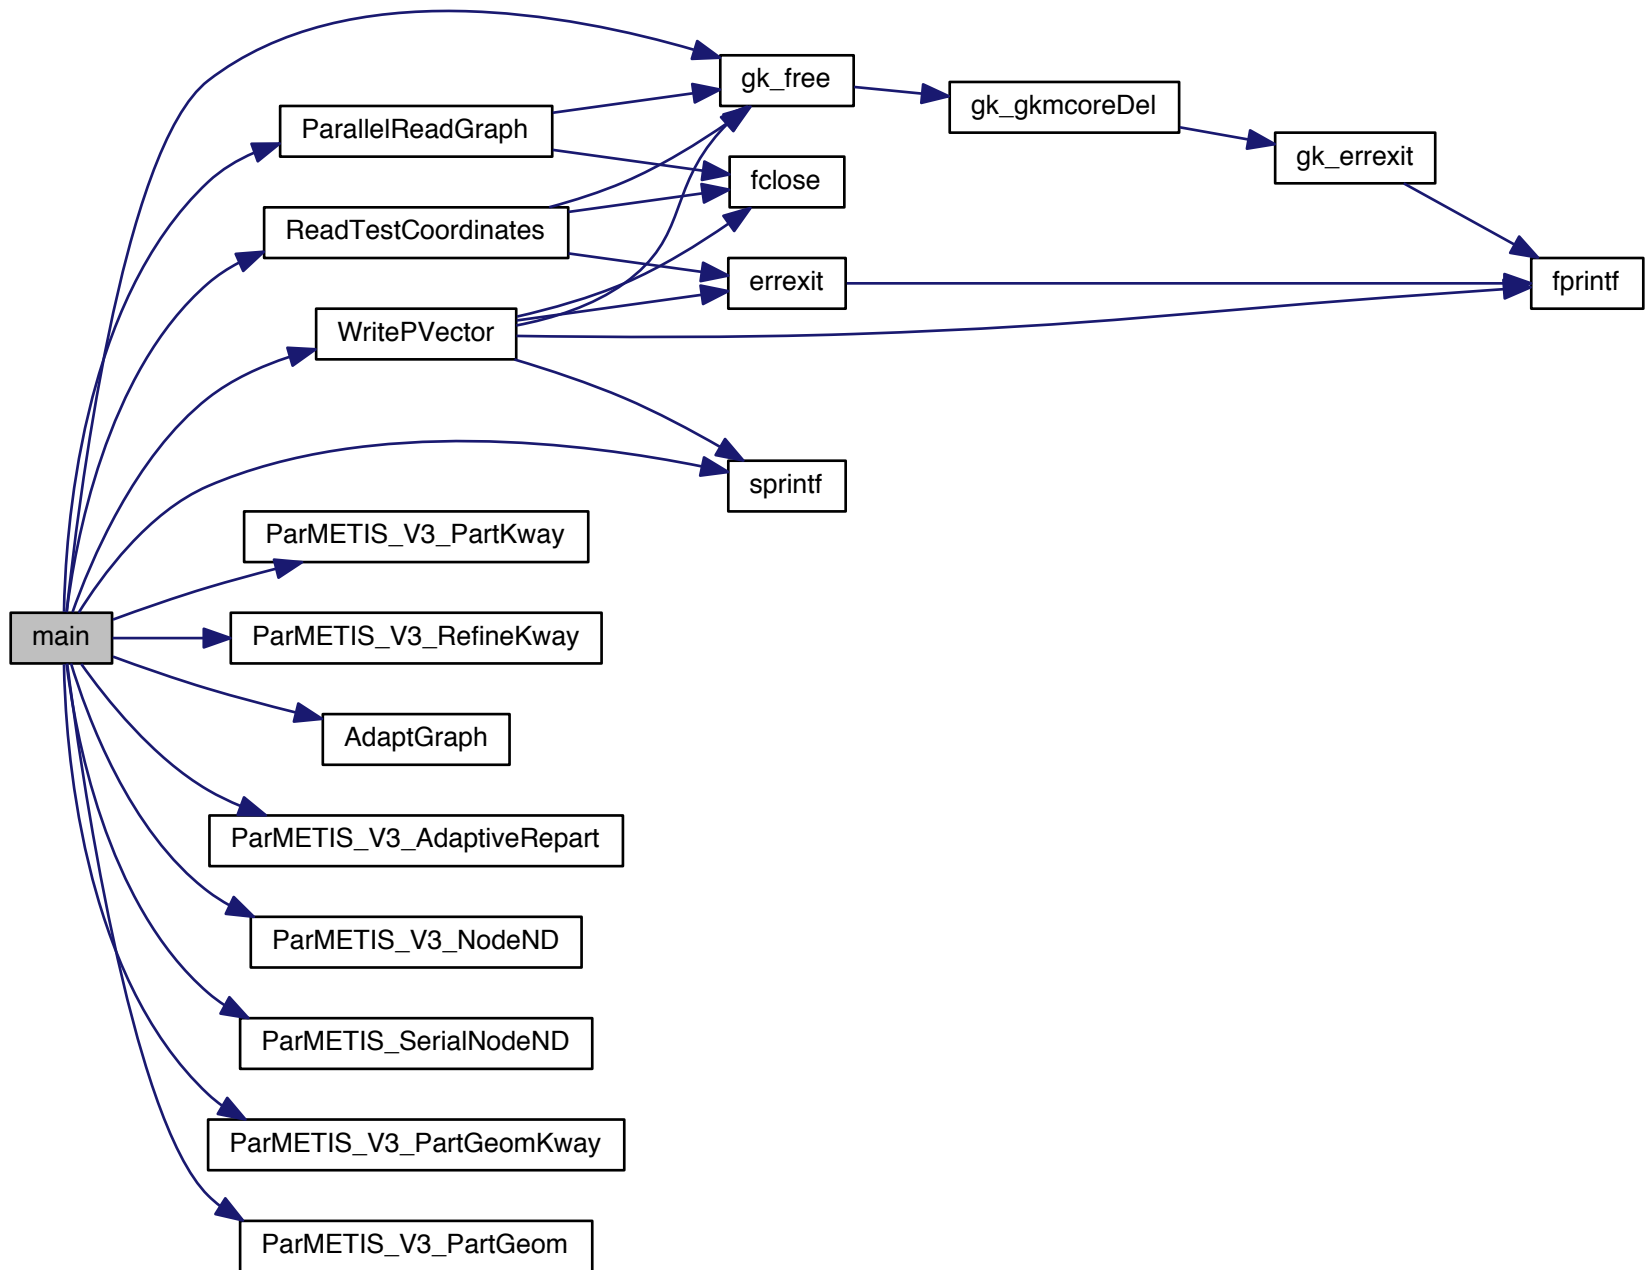 gk_free
gk_gkmcoreDel
ParallelReadGraph
gk_errexit
fclose
ReadTestCoordinates
errexit
fprintf
WritePVector
sprintf
ParMETIS_V3_PartKway
main
ParMETIS_V3_RefineKway
AdaptGraph
ParMETIS_V3_AdaptiveRepart
ParMETIS_V3_NodeND
ParMETIS_SerialNodeND
ParMETIS_V3_PartGeomKway
ParMETIS_V3_PartGeom